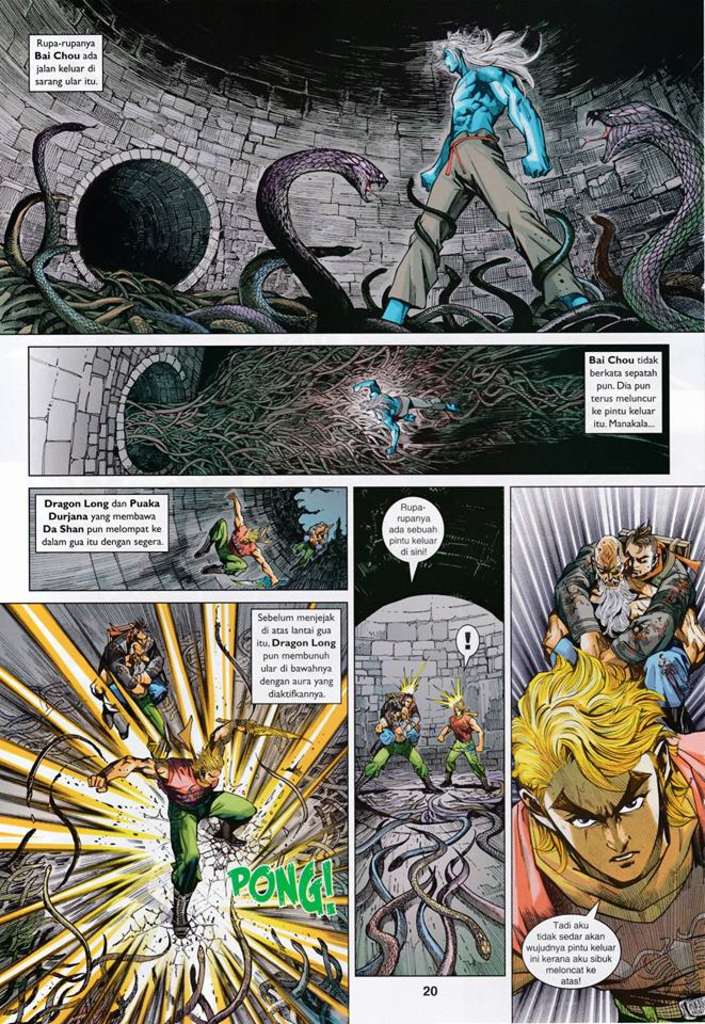 Rupa-rupanya
Bai Chou ada
jalan keluar di
sarang ular itu.
Bai Chou tidak
berkata sepatah
pun. Dia pun
terus meluncur
ke pintu keluar
itu. Manakala...
Dragon Long dan Puaka
Durjana yang membawa
Da Shan pun melompat ke
dalam gua itu dengan segera.
Sebelum menjejak
di atas lantai gua
itu, Dragon Long
pun membunuh
ular di bawahnya
dengan aura yang
diaktifkannya.
PONG!
Rupa-
rupanya
ada sebuah
pintu keluar
di sini!
!
Tadi aku
tidak sedar akan
wujudnya pintu keluar
ini kerana aku sibuk
meloncat ke
atas!
20